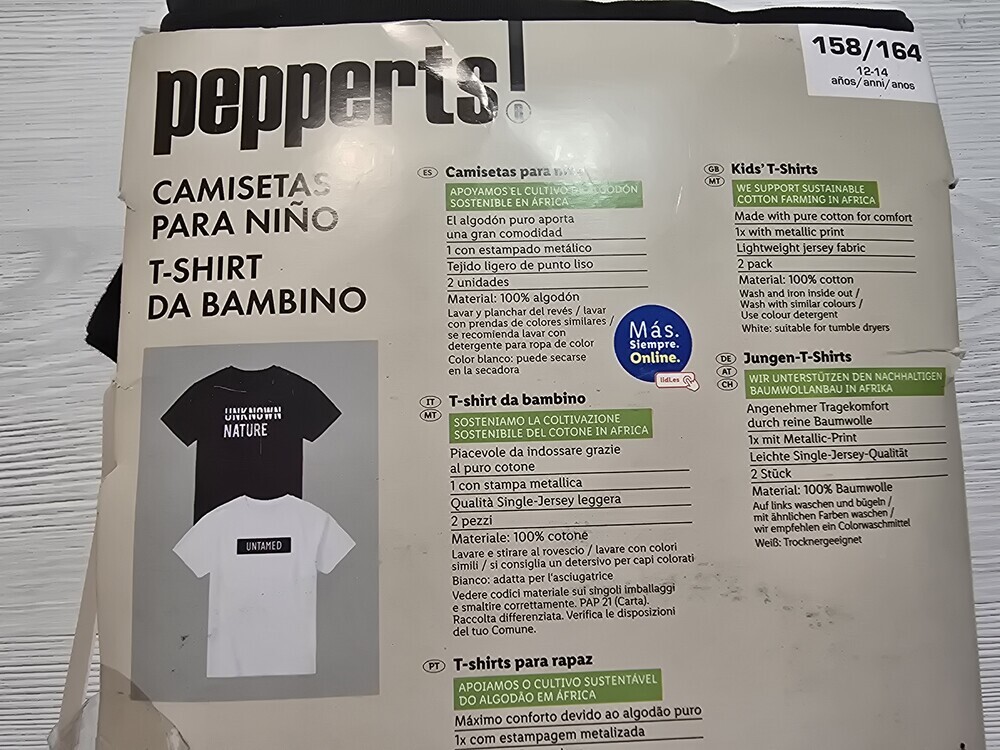 pepperts!
®
158/164
12-14
años/anni/anos
CAMISETAS
PARA NIÑO
T-SHIRT
DA BAMBINO
UNKNOWN
NATURE
UNTAMED
ES
Camisetas para
APOYAMOS EL CULTIVO DE ALGODÓN
SOSTENIBLE EN ÁFRICA
El algodón puro aporta
una gran comodidad
1 con estampado metálico
Tejido ligero de punto liso
2 unidades
Material: 100% algodón
Lavar y planchar del revés / lavar
con prendas de colores similares /
se recomienda lavar con
detergente para ropa de color
Color blanco: puede secarse
en la secadora
Más.
Siempre.
Online.
lidl.es
IT
MT
T-shirt da bambino
SOSTENIAMO LA COLTIVAZIONE
SOSTENIBILE DEL COTONE IN AFRICA
Piacevole da indossare grazie
al puro cotone
1 con stampa metallica
Qualità Single-Jersey leggera
2 pezzi
Materiale: 100% cotone
Lavare e stirare al rovescio / lavare con colori
simili / si consiglia un detersivo per capi colorati
Bianco: adatta per l'asciugatrice
Vedere codici materiale sui singoli imballaggi
e smaltire correttamente. PAP 21 (Carta).
Raccolta differenziata. Verifica le disposizioni
del tuo Comune.
PT
T-shirts para rapaz
APOIAMOS O CULTIVO SUSTENTÁVEL
DO ALGODÃO EM ÁFRICA
Máximo conforto devido ao algodão puro
1x com estampagem metalizada
GB
MT
Kids' T-Shirts
WE SUPPORT SUSTAINABLE
COTTON FARMING IN AFRICA
Made with pure cotton for comfort
1x with metallic print
Lightweight jersey fabric
2 pack
Material: 100% cotton
Wash and iron inside out /
Wash with similar colours /
Use colour detergent
White: suitable for tumble dryers
DE
AT
CH
Jungen-T-Shirts
WIR UNTERSTÜTZEN DEN NACHHALTIGEN
BAUMWOLLANBAU IN AFRIKA
Angenehmer Tragekomfort
durch reine Baumwolle
1x mit Metallic-Print
Leichte Single-Jersey-Qualität
2 Stück
Material: 100% Baumwolle
Auf links waschen und bügeln /
mit ähnlichen Farben waschen /
wir empfehlen ein Colorwaschmittel
Weiß: Trocknergeeignet